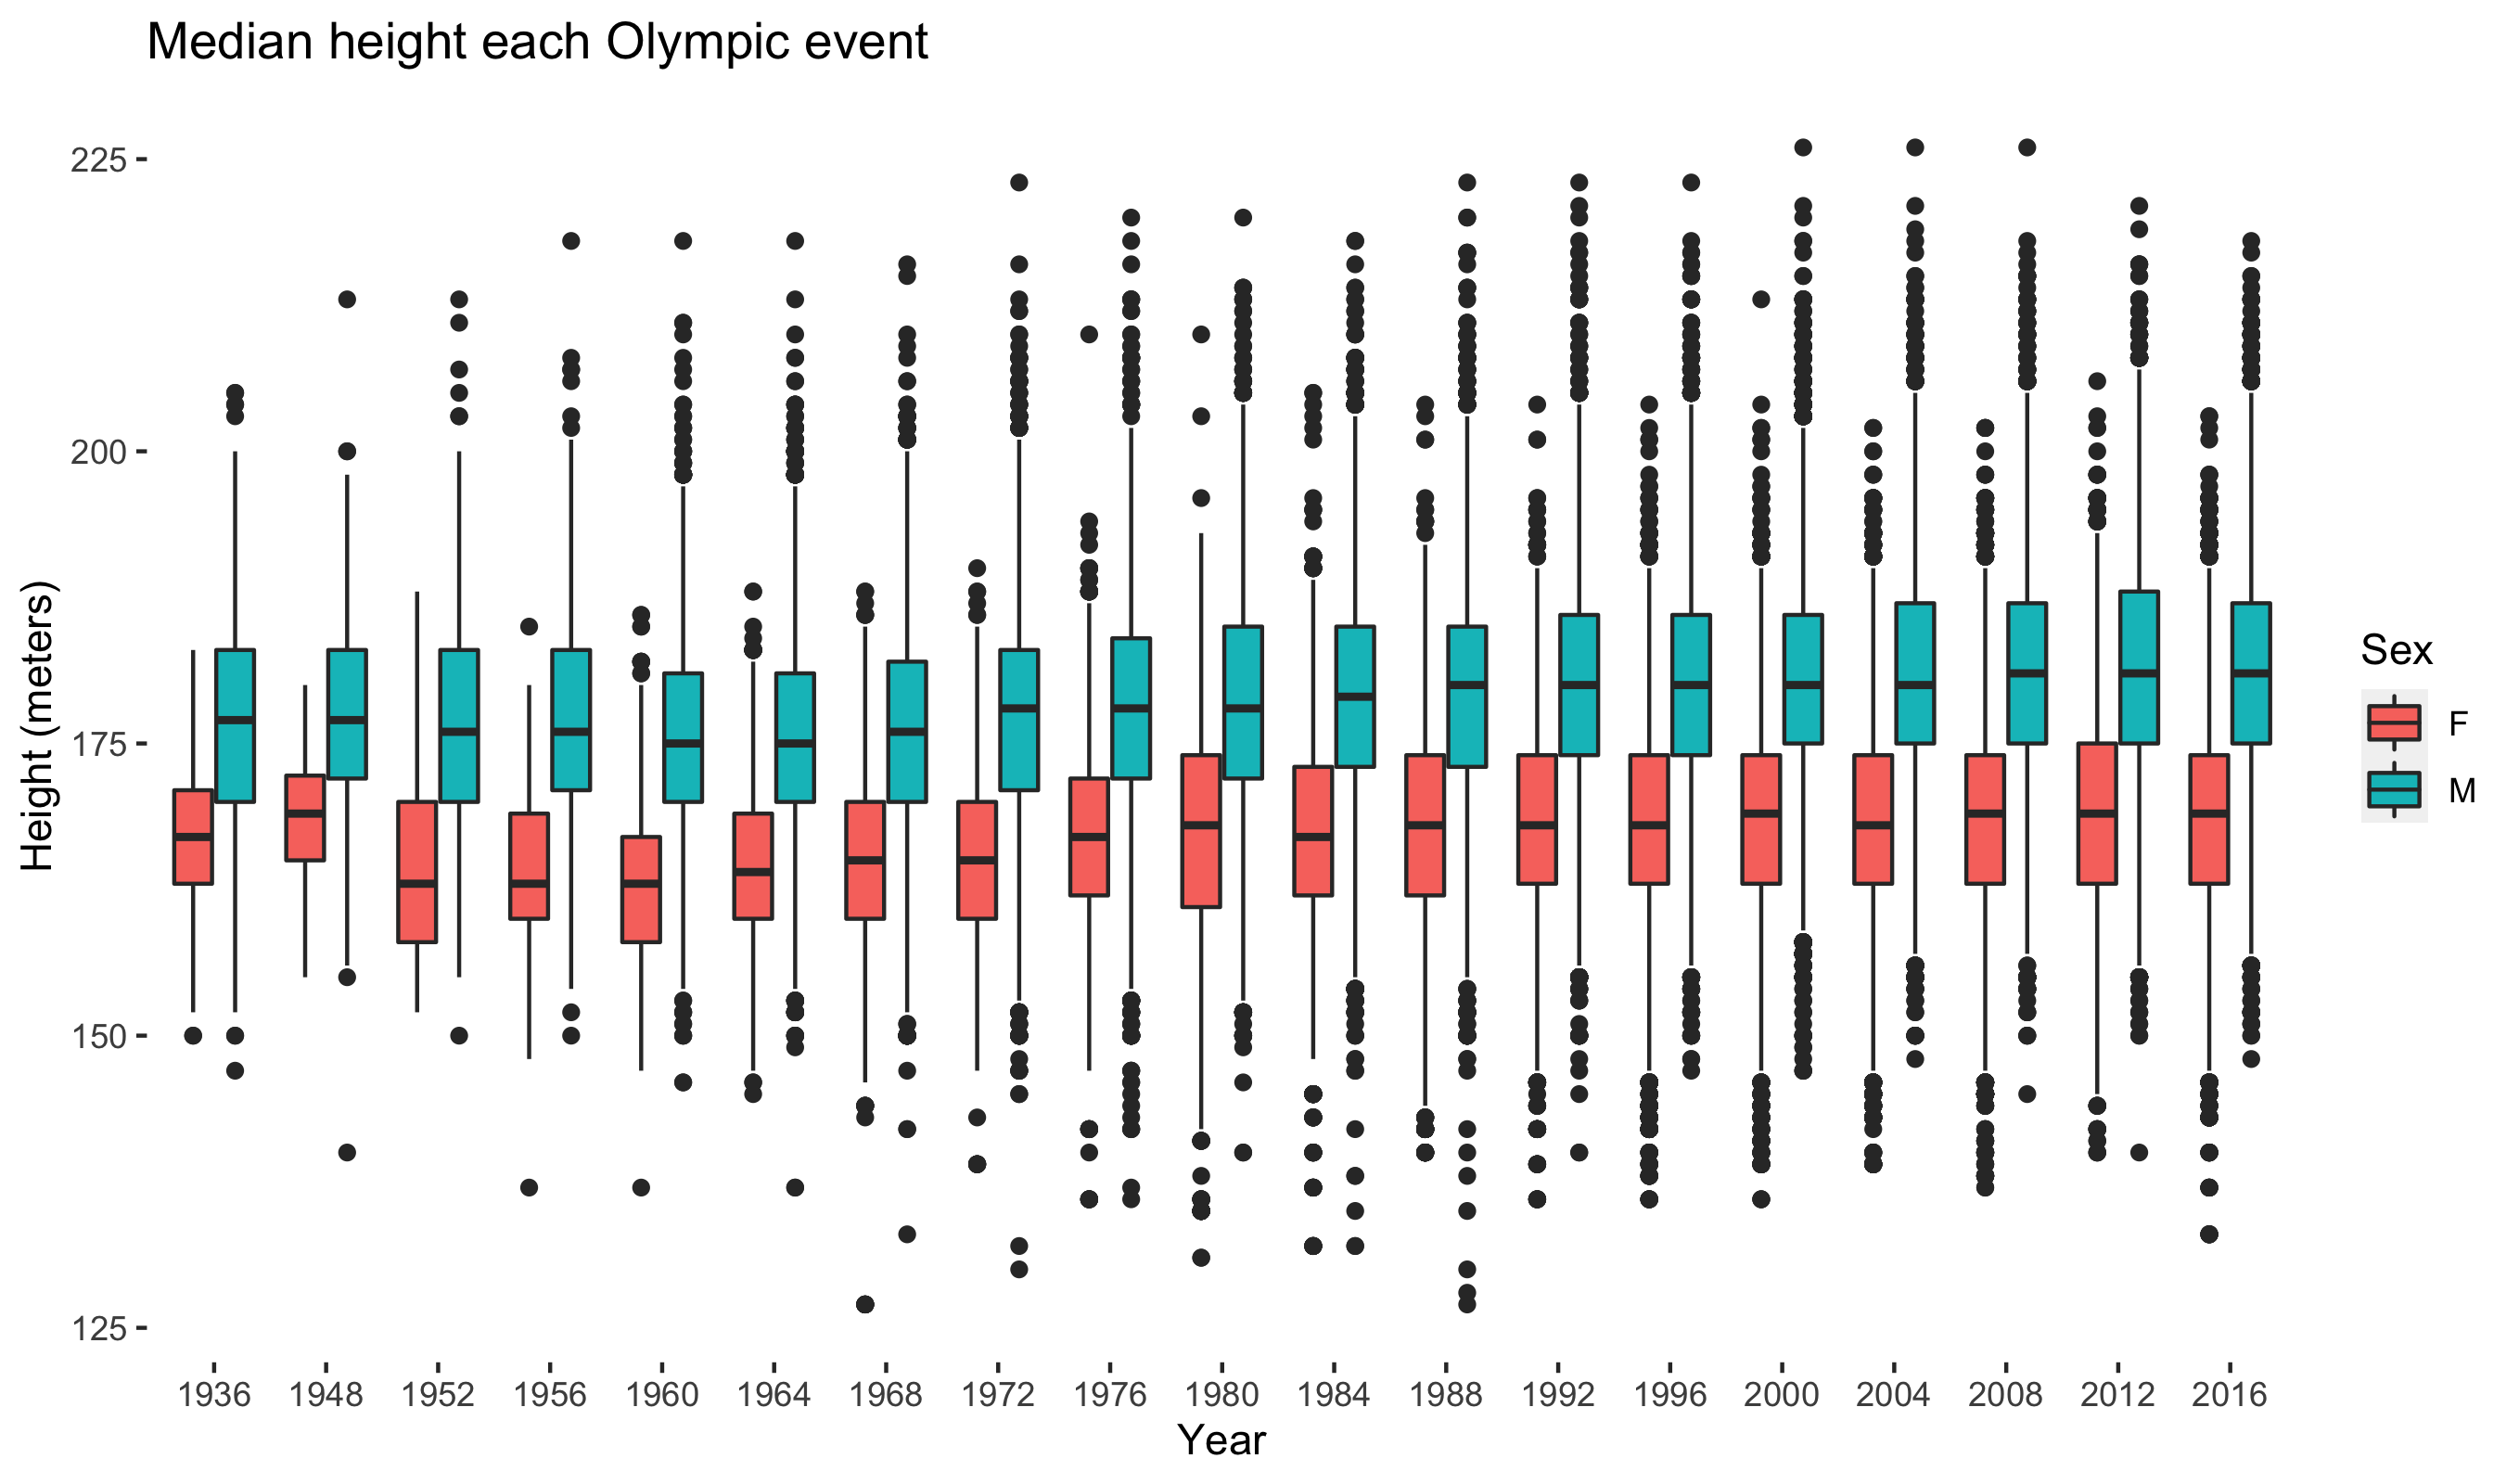 Median height each Olympic event
225
200
175
150
125
Height (meters)
1936 1948 1952 1956 1960 1964 1968 1972 1976 1980 1984 1988 1992 1996 2000 2004 2008 2012 2016
Year
Sex
F
M